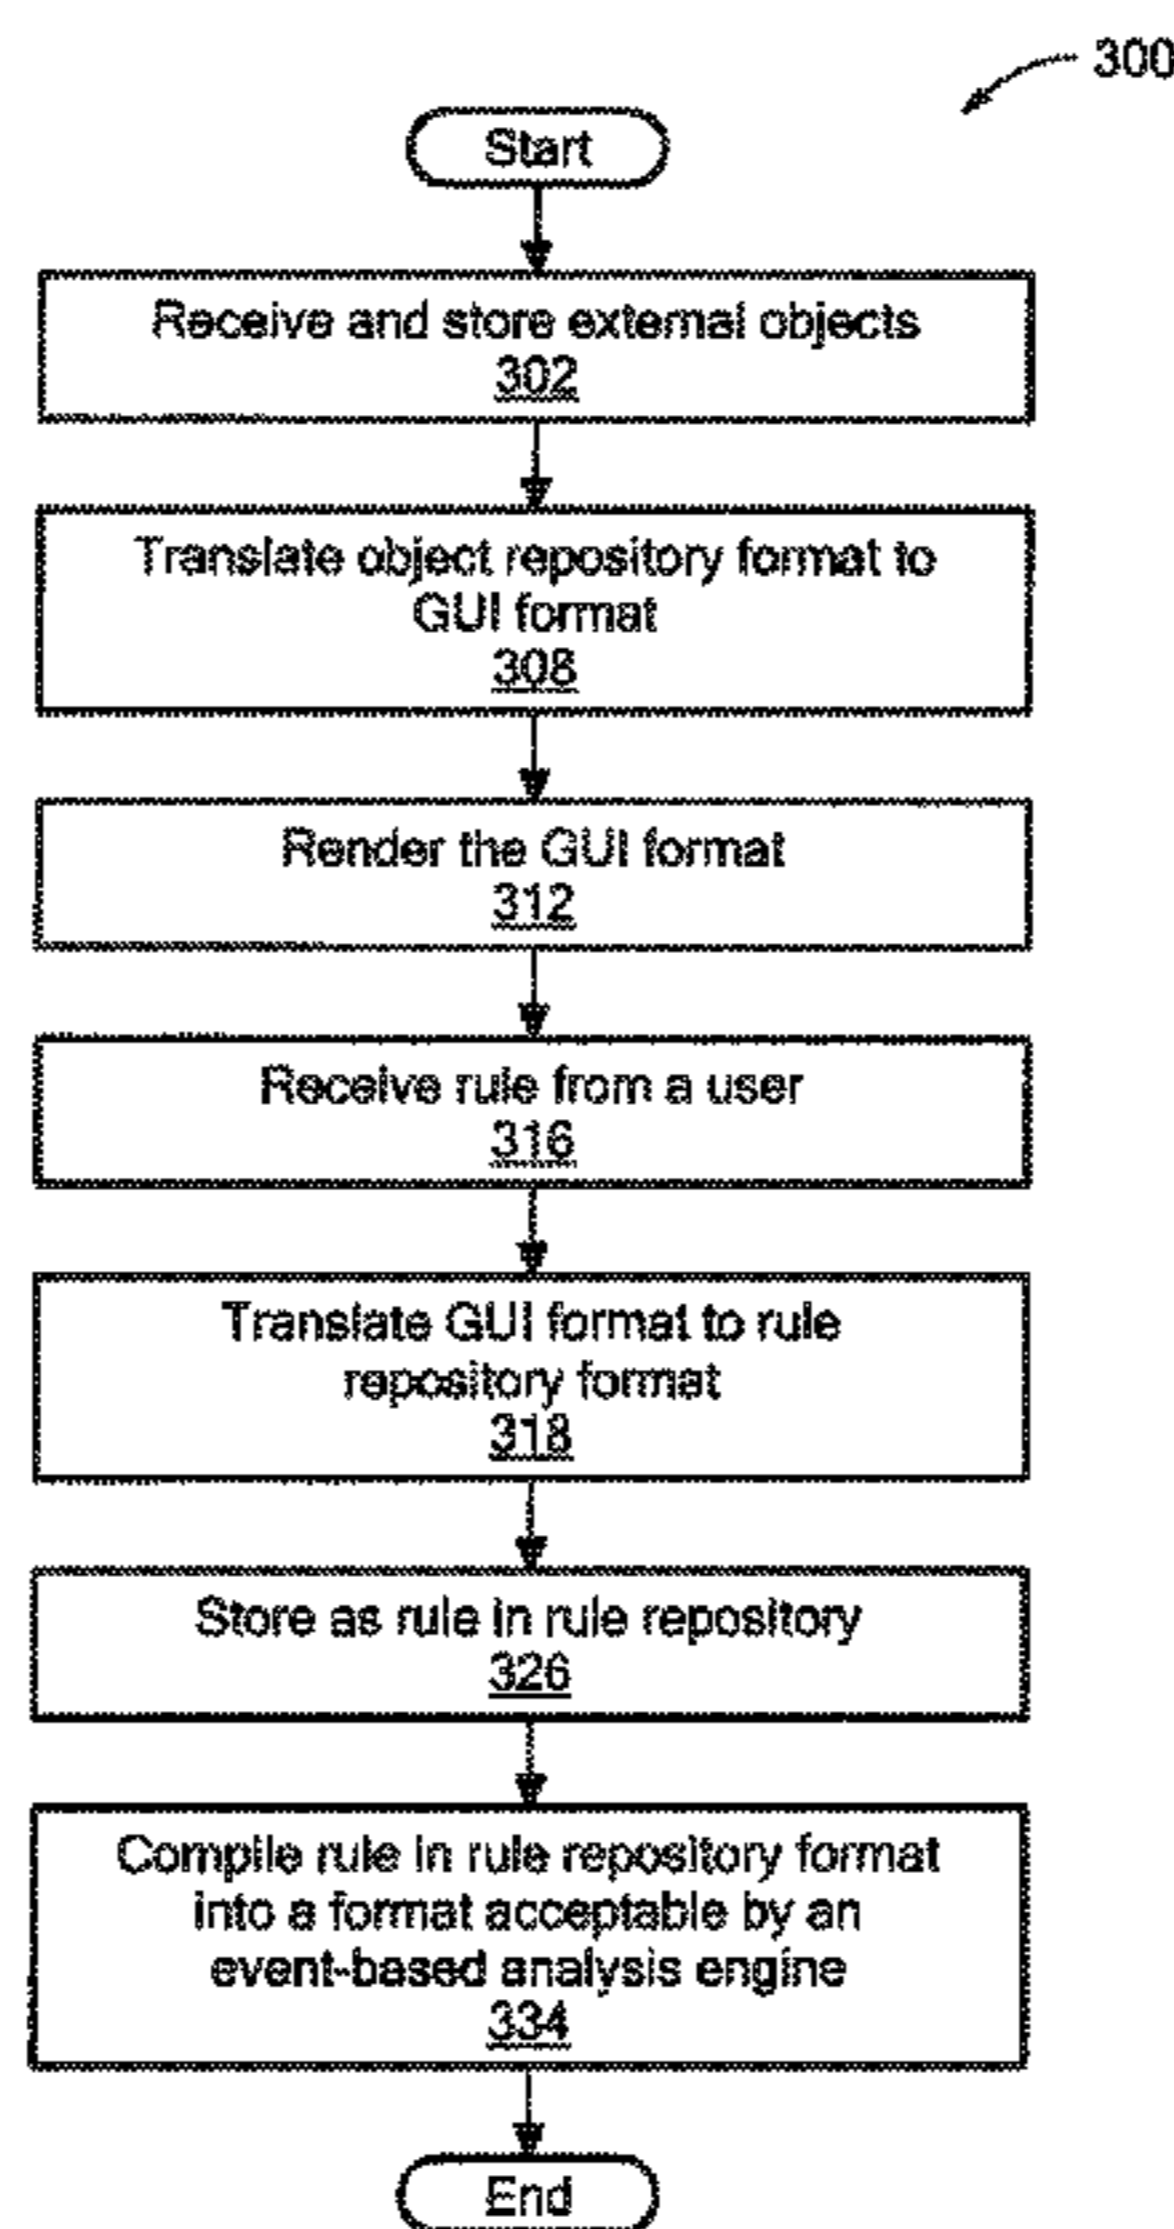 300
Start
Receive and store external objects
302
Translate object repository format to
GUI format
308
Render the GUI format
312
Receive rule from a user
316
Translate GUI format to rule
repository format
318
Store as rule in rule repository
326
Compile rule in rule repository format
into a format acceptable by an
event-based analysis engine
334
End